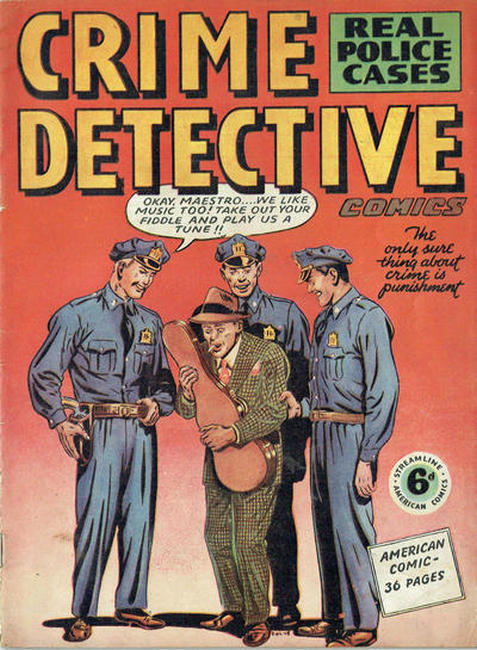 CRIME
DETECTIVE
COMICS
REAL
POLICE
CASES
OKAY, MAESTRO....WE LIKE
MUSIC TOO! TAKE OUT YOUR
FIDDLE AND PLAY US A
TUNE!!
The
only sure
thing about
crime is
punishment
STREAMLINE
6d
AMERICAN COMICS
AMERICAN
COMIC-
36 PAGES